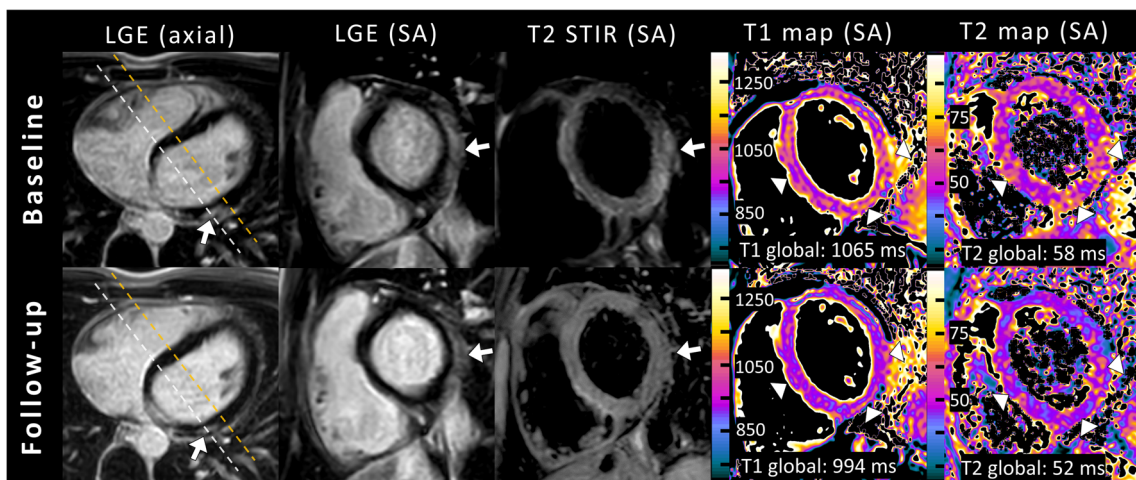 LGE (axial) LGE (SA) T2 STIR (SA) T1 map (SA) T2 map (SA)
Baseline
1250
1050
850
T1 global: 1065 ms
75
50
T2 global: 58 ms
Follow-up
1250
1050
850
T1 global: 994 ms
75
50
T2 global: 52 ms